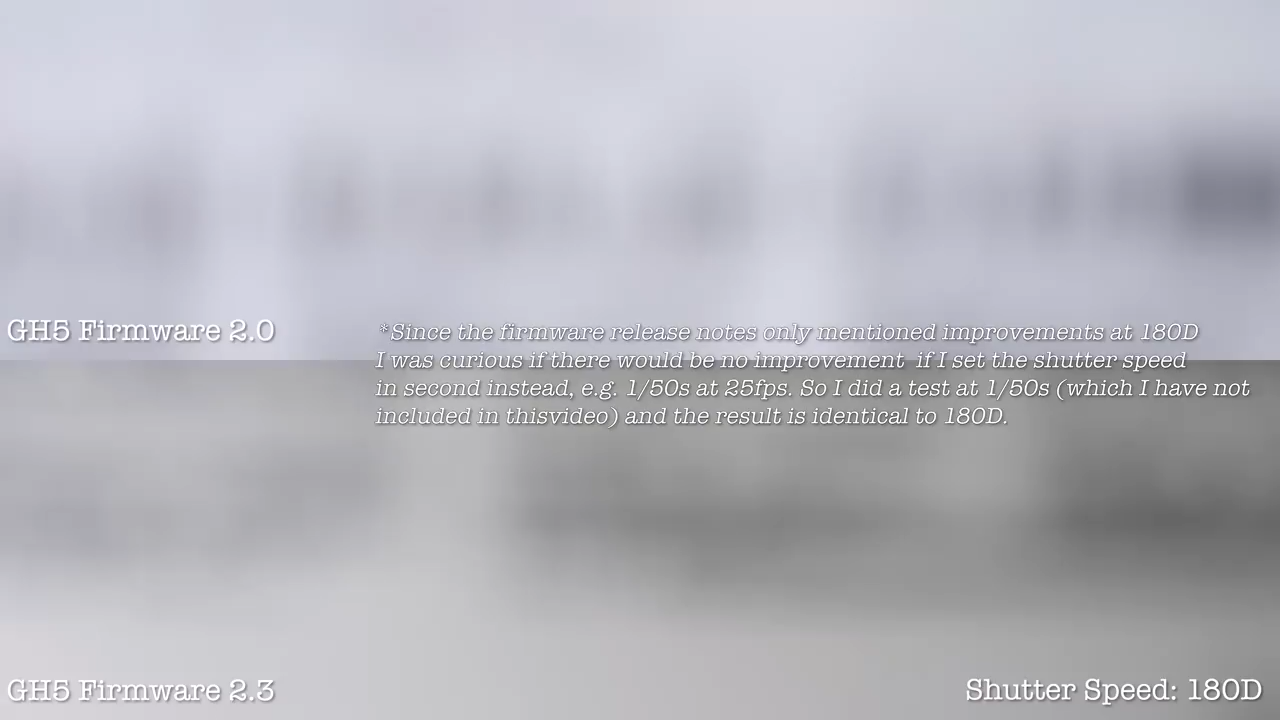 GH5 Firmware 2.0
*Since the firmware release notes only mentioned improvements at 180D
I was curious if there would be no improvement  if I set the shutter speed
in second instead, e.g. 1/50s at 25fps. So I did a test at 1/50s (which I have not
included in thisvideo) and the result is identical to 180D.
GH5 Firmware 2.3
Shutter Speed: 180D